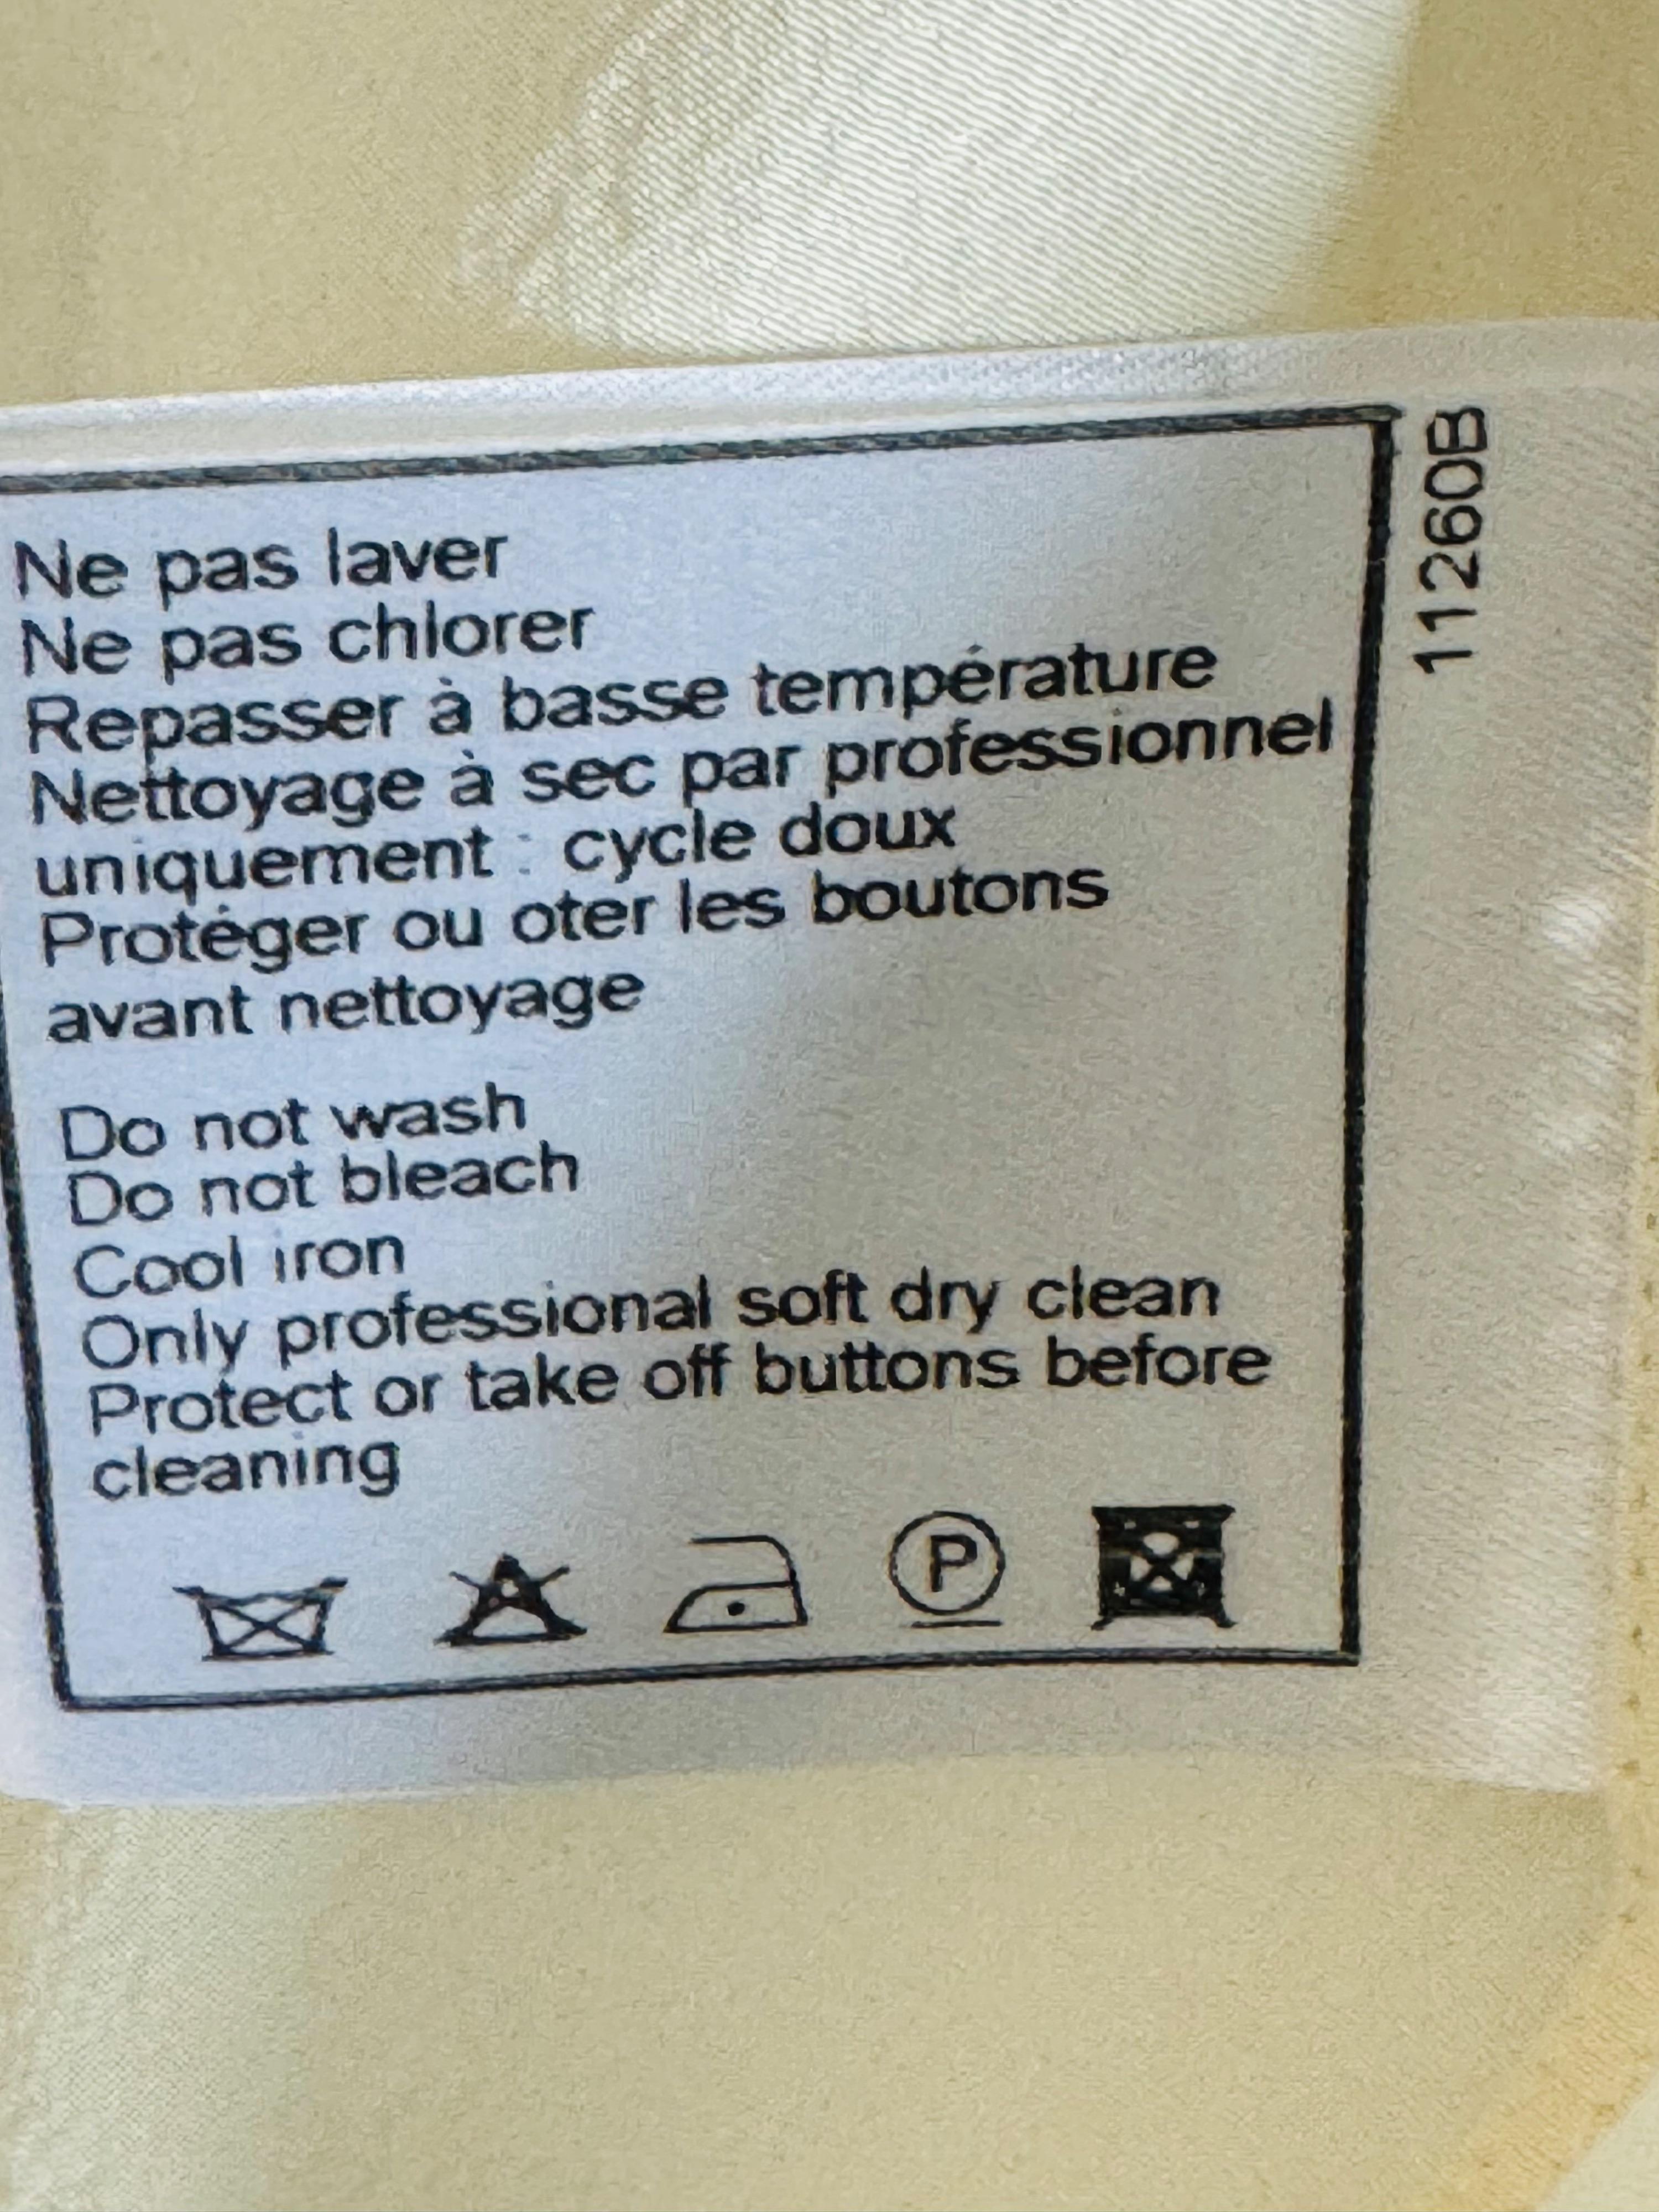 Ne pas laver
Ne pas chlorer
Repasser à basse température
Nettoyage à sec par professionnel
uniquement : cycle doux
Protéger ou oter les boutons
avant nettoyage
Do not wash
Do not bleach
Cool iron
Only professional soft dry clean
Protect or take off buttons before
cleaning
P
11260B